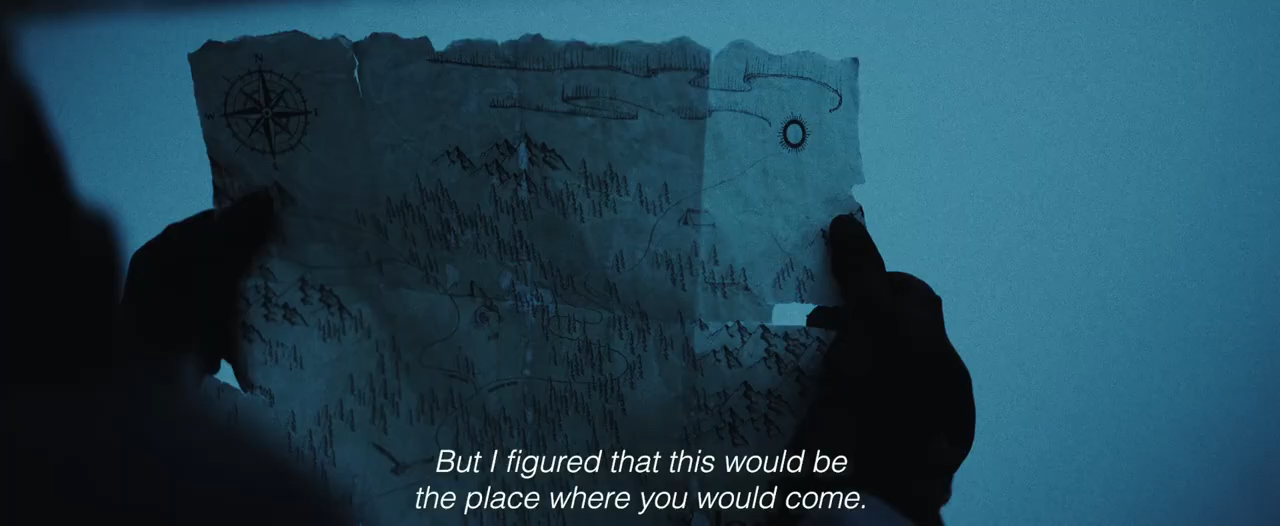 N
W
But I figured that this would be
the place where you would come.